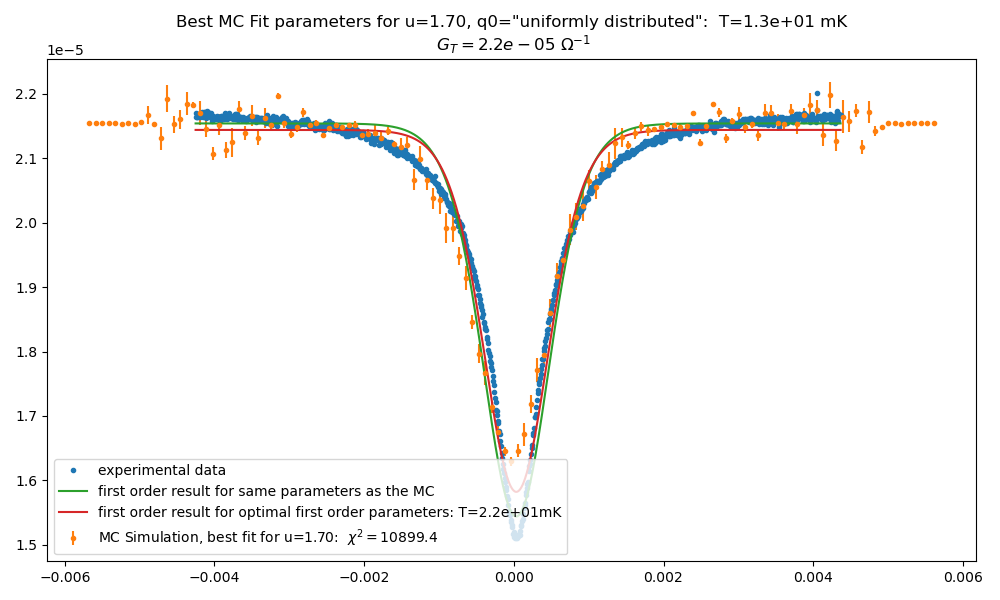 Best MC Fit parameters for u=1.70, q0="uniformly distributed":  T=1.3e+01 mK
G_T = 2.2e − 05 Ω⁻¹
1e−5
2.2
2.1
2.0
1.9
1.8
1.7
1.6
1.5
experimental data
first order result for same parameters as the MC
first order result for optimal first order parameters: T=2.2e+01mK
MC Simulation, best fit for u=1.70:  χ² = 10899.4
−0.006 −0.004 −0.002 0.000 0.002 0.004 0.006